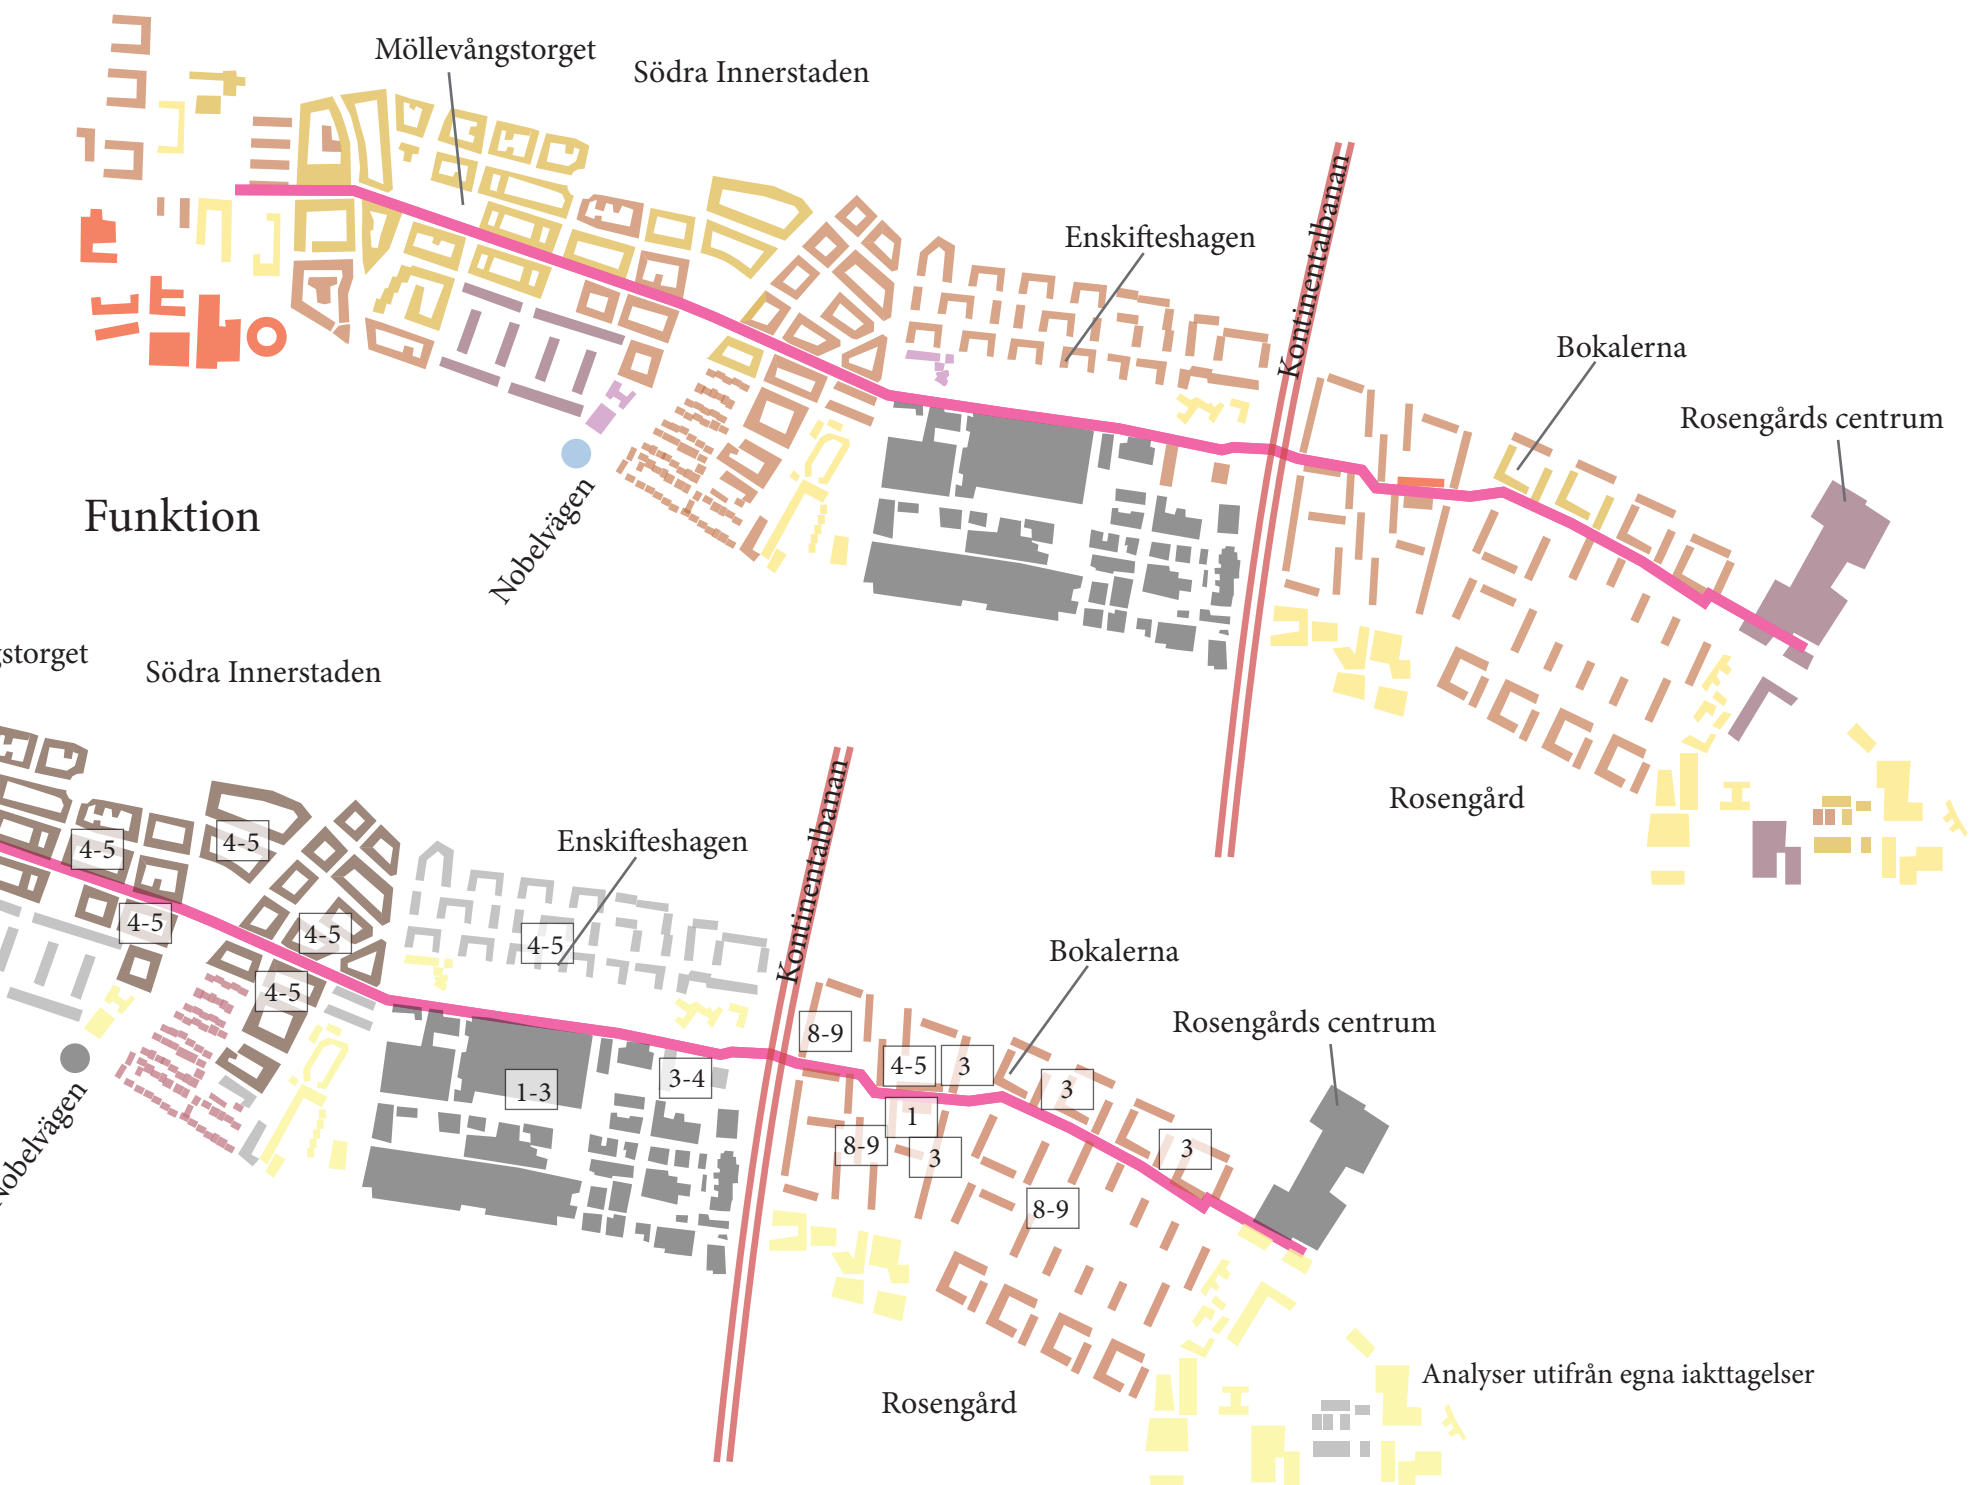 Möllevångstorget
Södra Innerstaden
Enskifteshagen
Kontinentalbanan
Bokalerna
Rosengårds centrum
Funktion
Nobelvägen
Rosengård
gstorget
Södra Innerstaden
Enskifteshagen
Kontinentalbanan
4-5
4-5
4-5
4-5
4-5
4-5
Bokalerna
Rosengårds centrum
8-9
4-5
3
3-4
1-3
3
1
8-9
3
3
8-9
Nobelvägen
Rosengård
Analyser utifrån egna iakttagelser